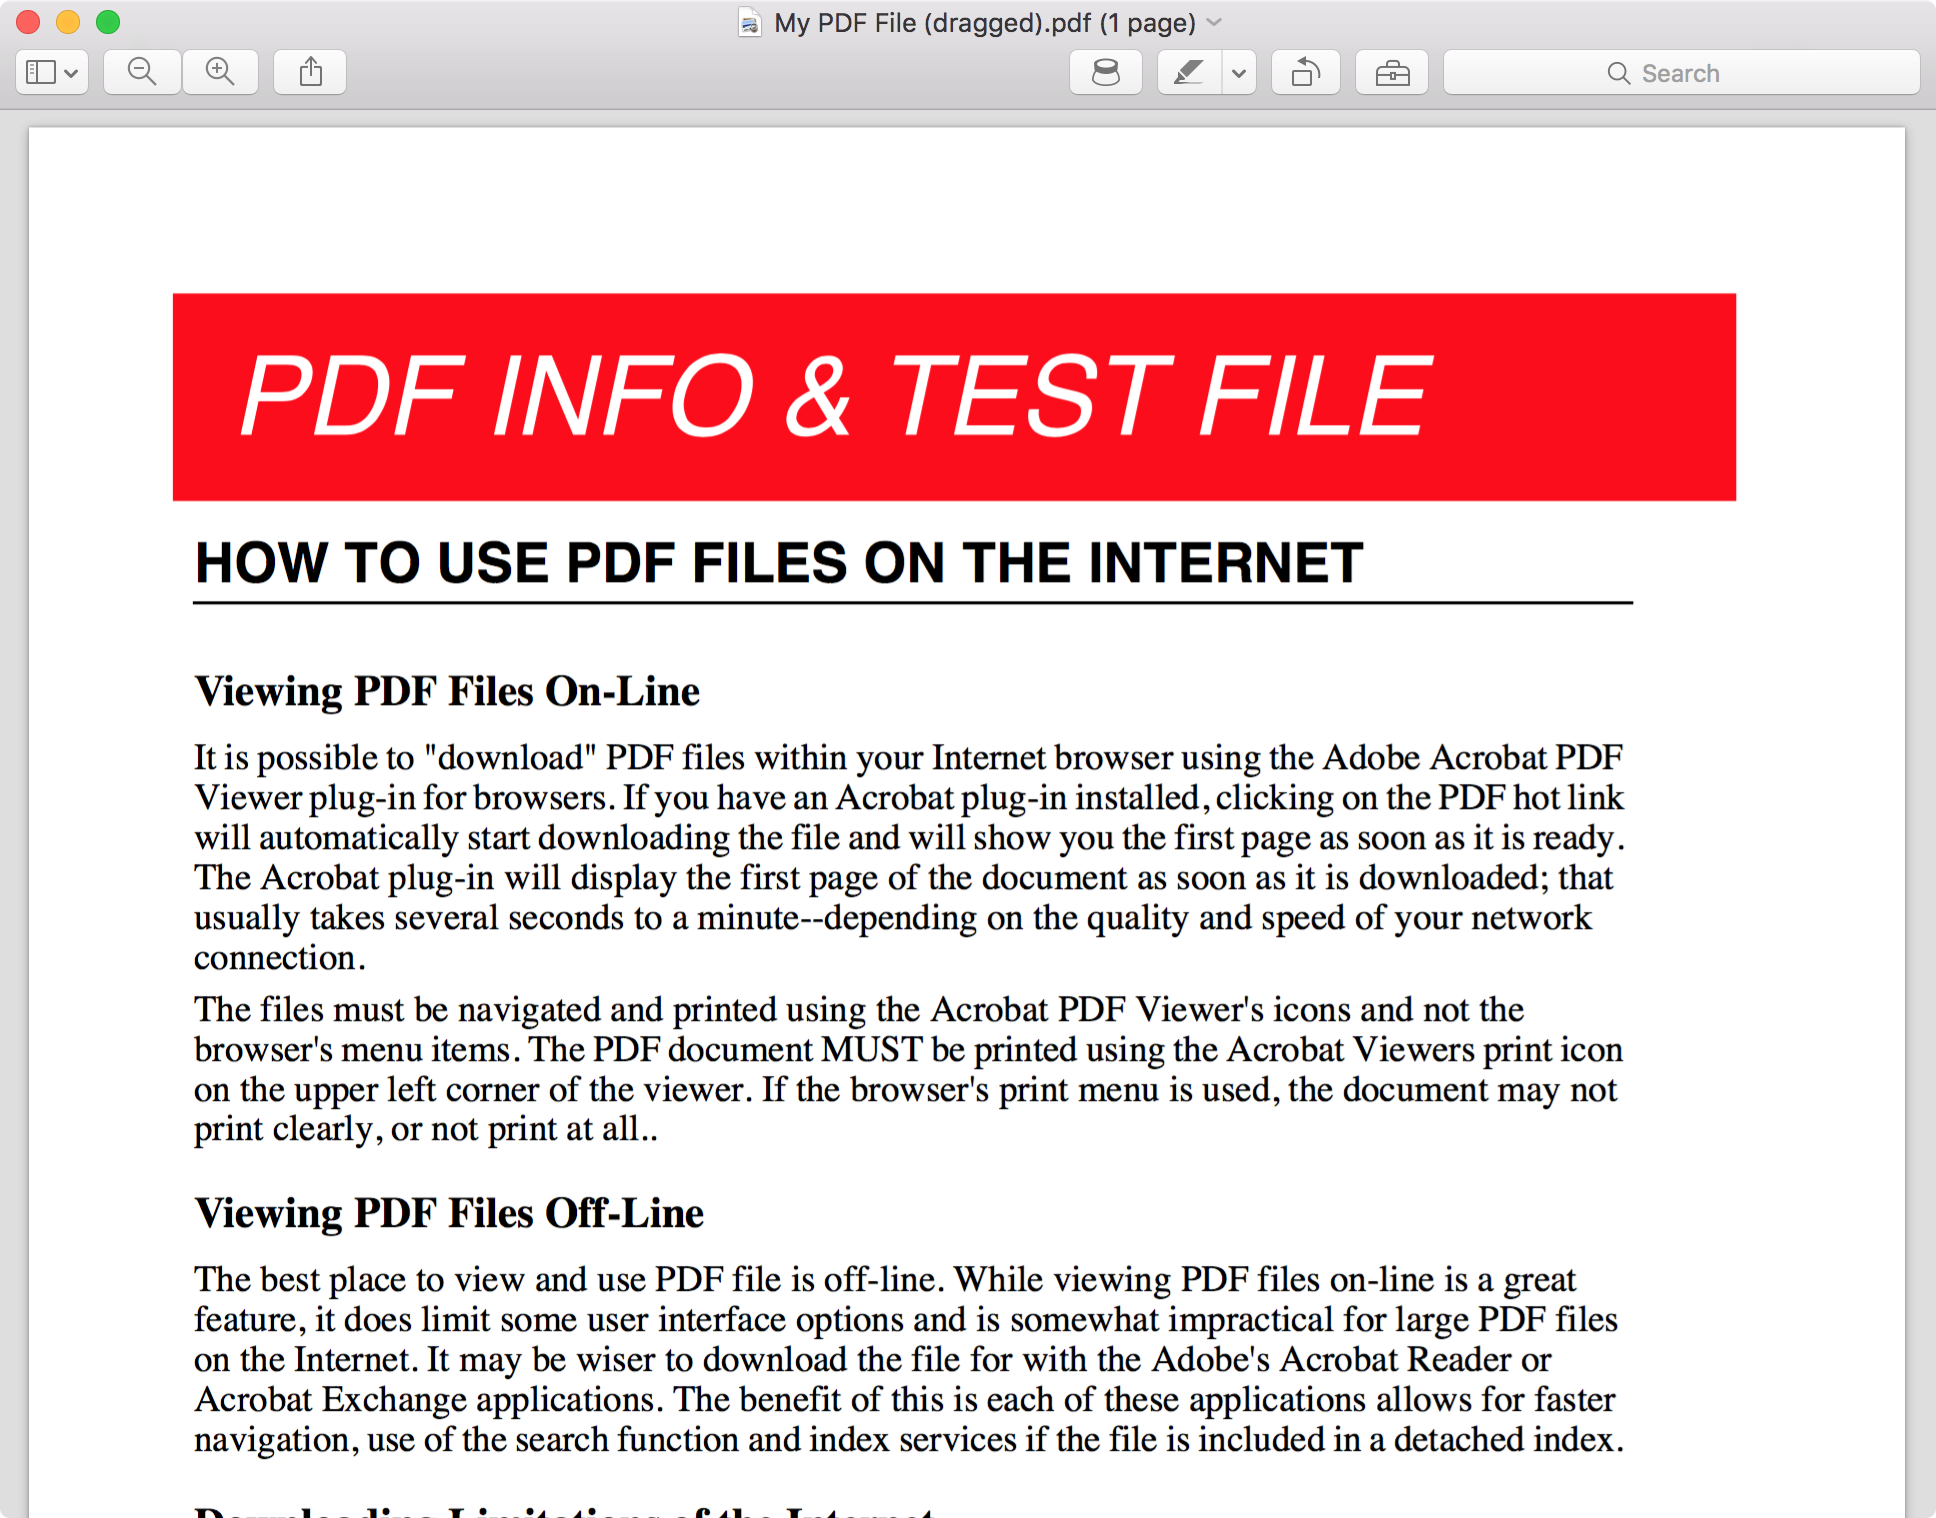 My PDF File (dragged).pdf (1 page)
Search
PDF INFO & TEST FILE
HOW TO USE PDF FILES ON THE INTERNET
Viewing PDF Files On-Line
It is possible to "download" PDF files within your Internet browser using the Adobe Acrobat PDF
Viewer plug-in for browsers. If you have an Acrobat plug-in installed, clicking on the PDF hot link
will automatically start downloading the file and will show you the first page as soon as it is ready.
The Acrobat plug-in will display the first page of the document as soon as it is downloaded; that
usually takes several seconds to a minute--depending on the quality and speed of your network
connection.
The files must be navigated and printed using the Acrobat PDF Viewer's icons and not the
browser's menu items. The PDF document MUST be printed using the Acrobat Viewers print icon
on the upper left corner of the viewer. If the browser's print menu is used, the document may not
print clearly, or not print at all..
Viewing PDF Files Off-Line
The best place to view and use PDF file is off-line. While viewing PDF files on-line is a great
feature, it does limit some user interface options and is somewhat impractical for large PDF files
on the Internet. It may be wiser to download the file for with the Adobe's Acrobat Reader or
Acrobat Exchange applications. The benefit of this is each of these applications allows for faster
navigation, use of the search function and index services if the file is included in a detached index.
Downloading Limitations of the Internet